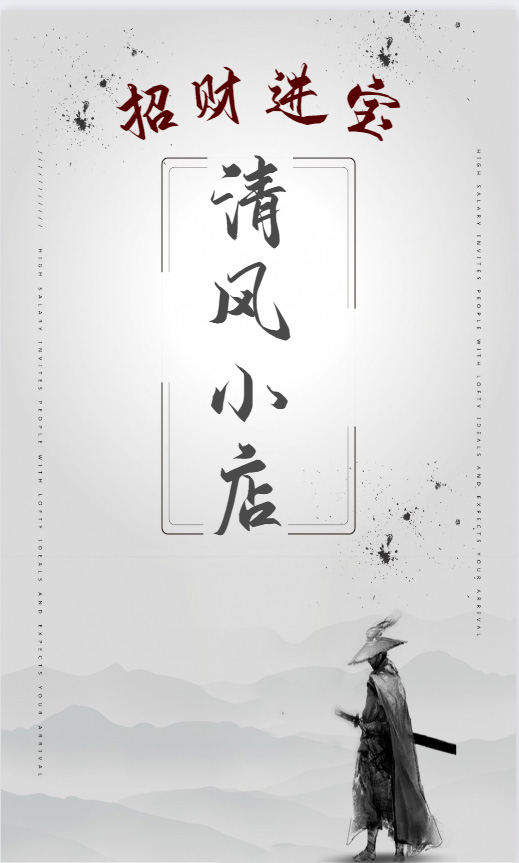 招财进宝
清风小店
////////////
HIGH SALARY INVITES PEOPLE WITH LOFTY IDEALS AND EXPECTS YOUR ARRIVAL
HIGH SALARY INVITES PEOPLE WITH LOFTY IDEALS AND EXPECTS YOUR ARRIVAL